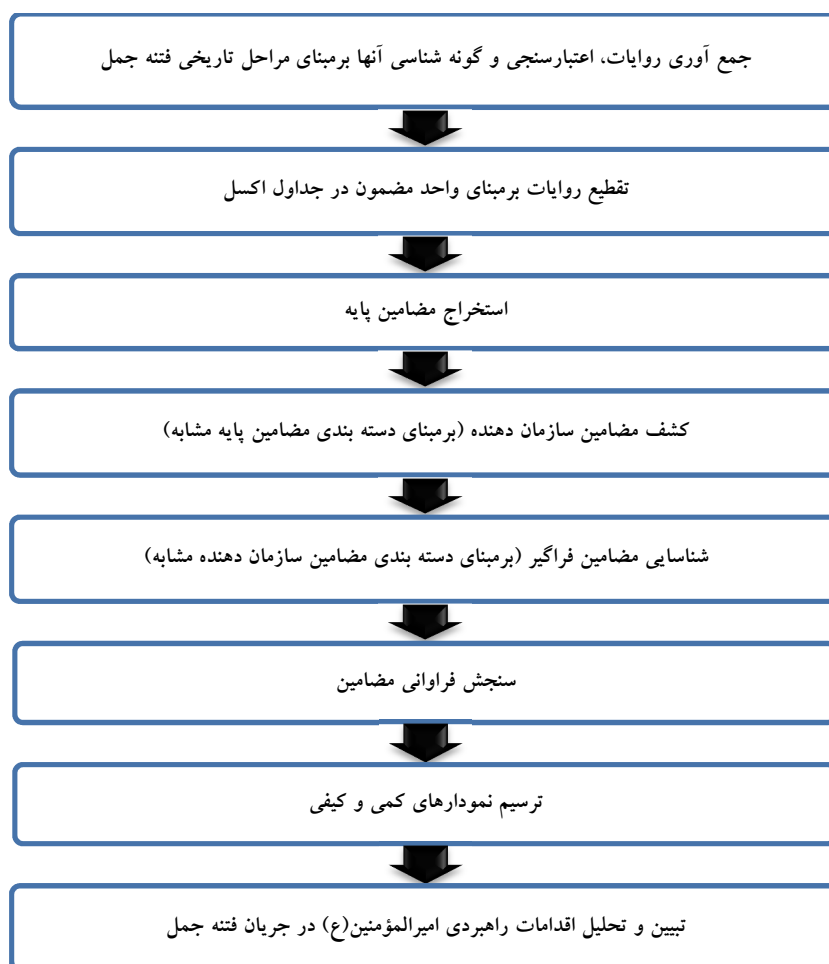 جمع آوری روایات، اعتبارسنجی و گونه شناسی آنها برمبنای مراحل تاریخی فتنه جمل
تقطیع روایات برمبنای واحد مضمون در جداول اکسل
استخراج مضامین پایه
کشف مضامین سازمان دهنده (برمبنای دسته بندی مضامین پایه مشابه)
شناسایی مضامین فراگیر (برمبنای دسته بندی مضامین سازمان دهنده مشابه)
سنجش فراوانی مضامین
ترسیم نمودارهای کمی و کیفی
تبیین و تحلیل اقدامات راهبردی امیرالمؤمنین(ع) در جریان فتنه جمل